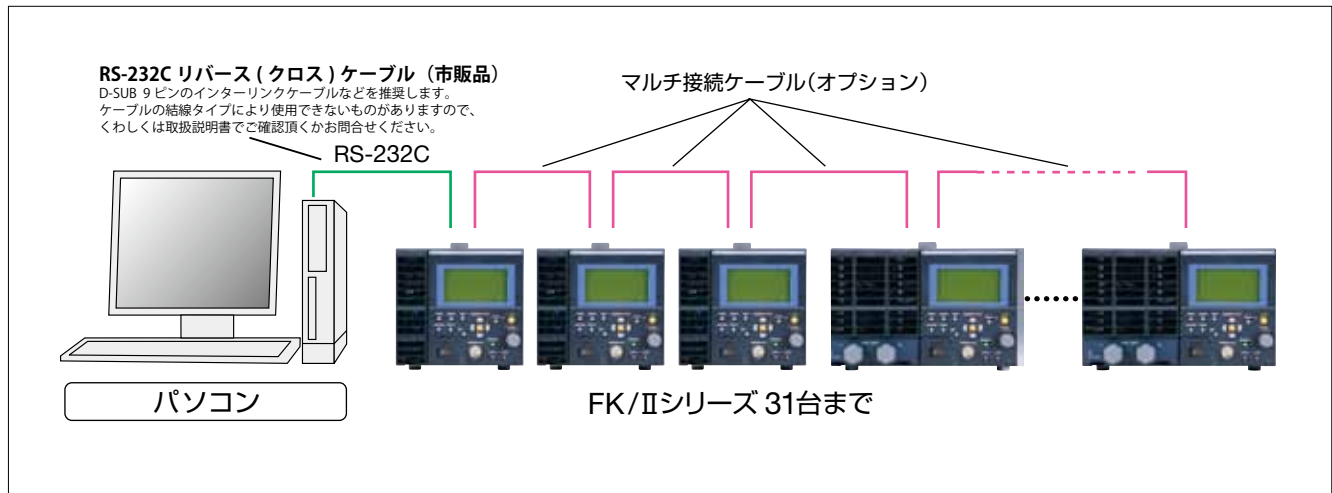 RS-232C リバース ( クロス ) ケーブル（市販品）
D-SUB 9 ピンのインターリンクケーブルなどを推奨します。
ケーブルの結線タイプにより使用できないものがありますので、
くわしくは取扱説明書でご確認頂くかお問合せください。
マルチ接続ケーブル(オプション)
RS-232C
パソコン
FK/Ⅱシリーズ 31台まで